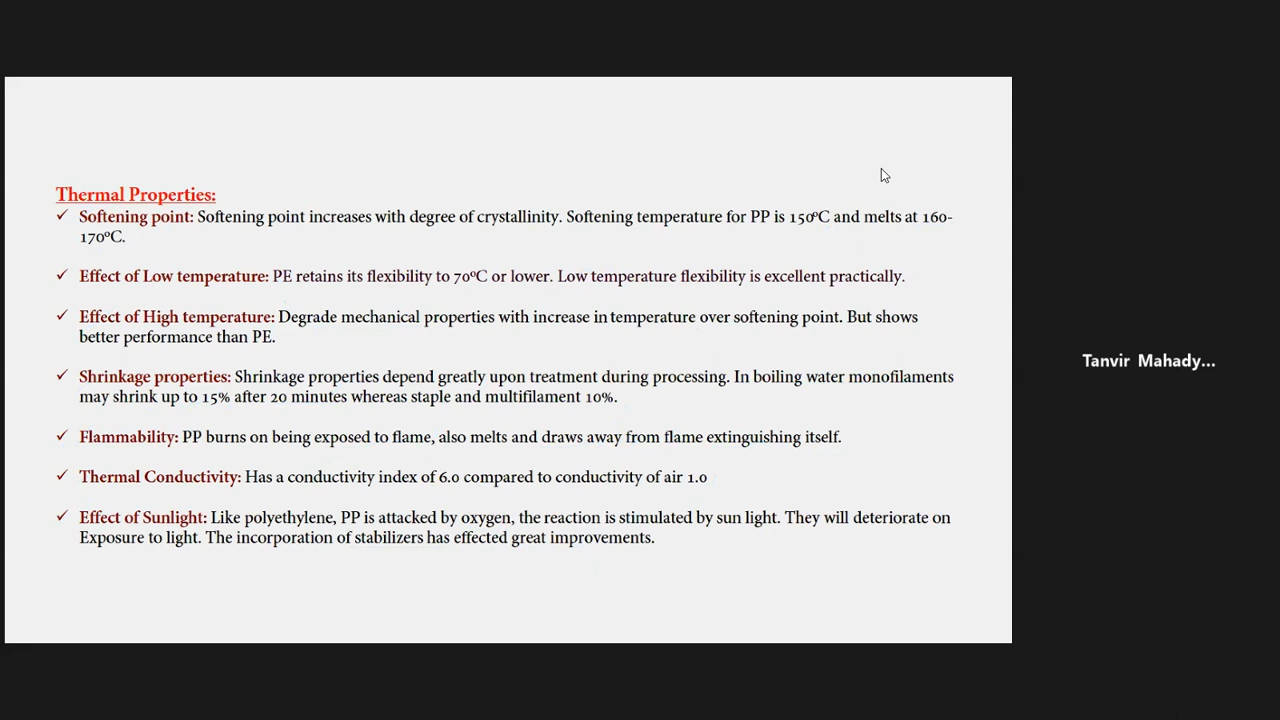 Thermal Properties:
✓ Softening point: Softening point increases with degree of crystallinity. Softening temperature for PP is 150ºC and melts at 160-
170ºC.
✓ Effect of Low temperature: PE retains its flexibility to 70ºC or lower. Low temperature flexibility is excellent practically.
✓ Effect of High temperature: Degrade mechanical properties with increase in temperature over softening point. But shows
better performance than PE.
✓ Shrinkage properties: Shrinkage properties depend greatly upon treatment during processing. In boiling water monofilaments
may shrink up to 15% after 20 minutes whereas staple and multifilament 10%.
✓ Flammability: PP burns on being exposed to flame, also melts and draws away from flame extinguishing itself.
✓ Thermal Conductivity: Has a conductivity index of 6.0 compared to conductivity of air 1.0
✓ Effect of Sunlight: Like polyethylene, PP is attacked by oxygen, the reaction is stimulated by sun light. They will deteriorate on
Exposure to light. The incorporation of stabilizers has effected great improvements.
Tanvir Mahady...